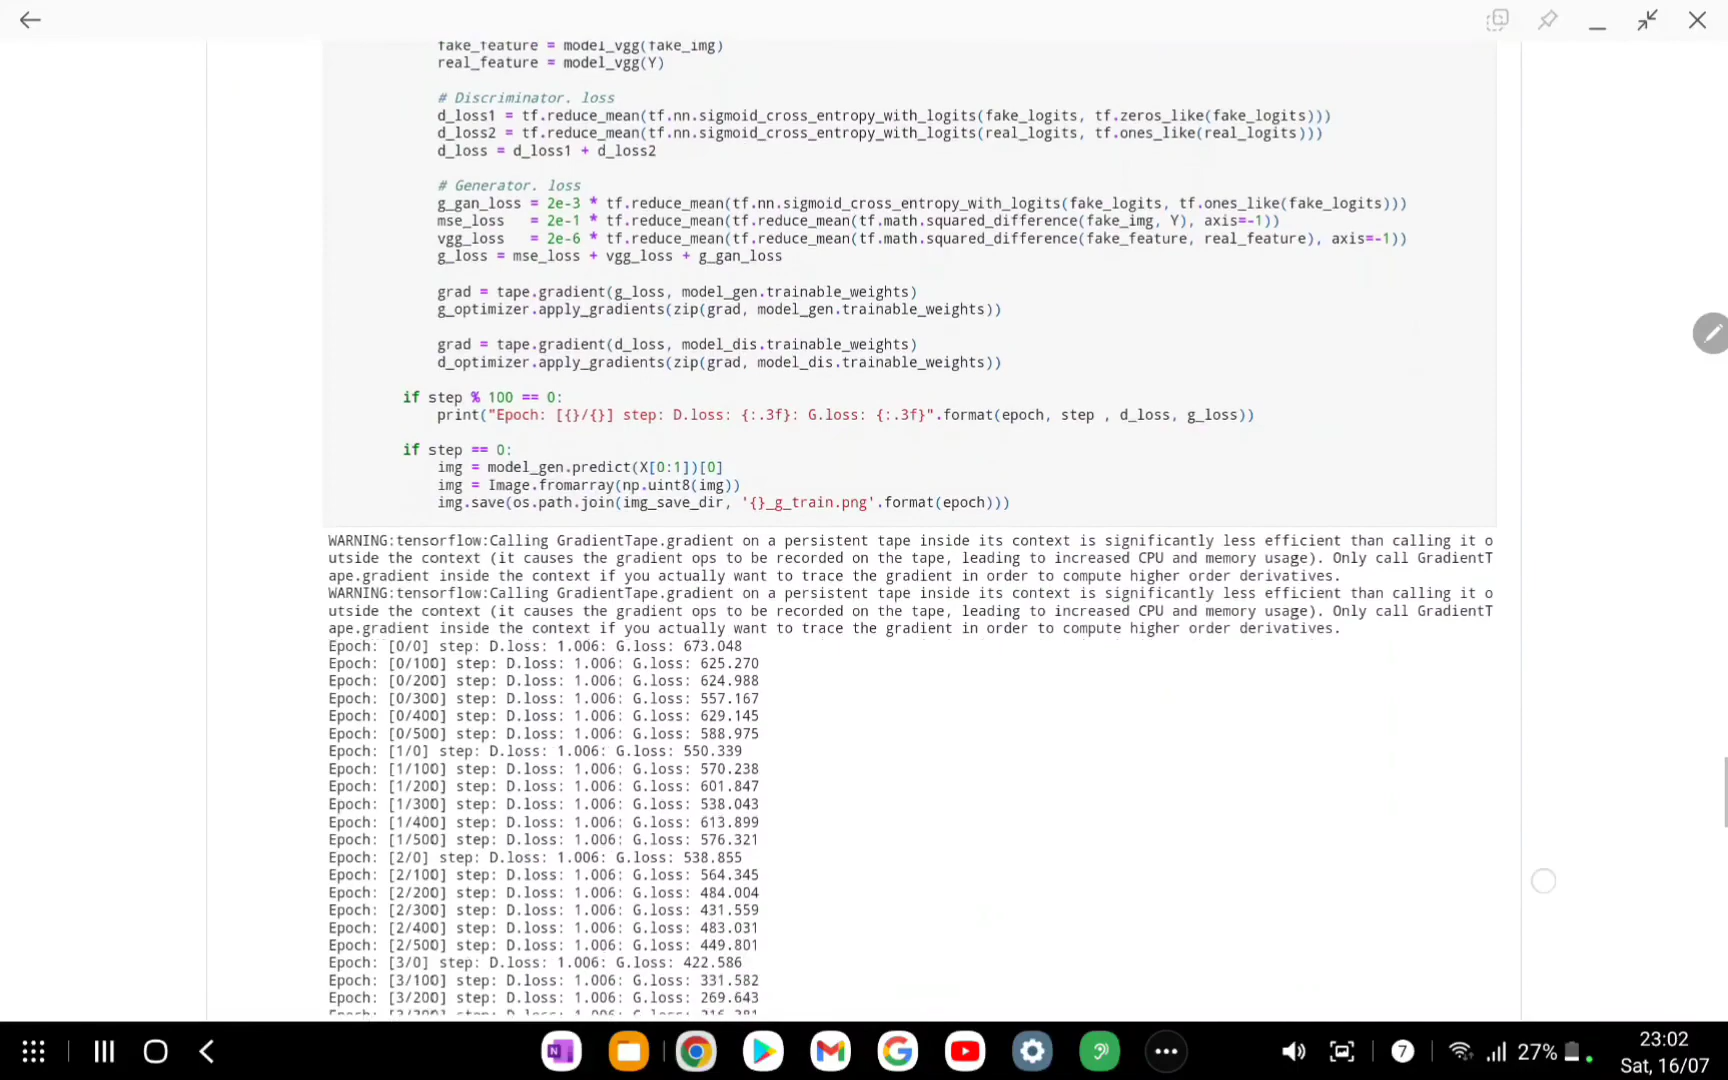 fake_feature = model_vgg(fake_img)
real_feature = model_vgg(Y)
# Discriminator. loss
d_loss1 = tf.reduce_mean(tf.nn.sigmoid_cross_entropy_with_logits(fake_logits, tf.zeros_like(fake_logits)))
d_loss2 = tf.reduce_mean(tf.nn.sigmoid_cross_entropy_with_logits(real_logits, tf.ones_like(real_logits)))
d_loss = d_loss1 + d_loss2
# Generator. loss
g_gan_loss = 2e-3 * tf.reduce_mean(tf.nn.sigmoid_cross_entropy_with_logits(fake_logits, tf.ones_like(fake_logits)))
mse_loss   = 2e-1 * tf.reduce_mean(tf.reduce_mean(tf.math.squared_difference(fake_img, Y), axis=-1))
vgg_loss   = 2e-6 * tf.reduce_mean(tf.reduce_mean(tf.math.squared_difference(fake_feature, real_feature), axis=-1))
g_loss = mse_loss + vgg_loss + g_gan_loss
grad = tape.gradient(g_loss, model_gen.trainable_weights)
g_optimizer.apply_gradients(zip(grad, model_gen.trainable_weights))
grad = tape.gradient(d_loss, model_dis.trainable_weights)
d_optimizer.apply_gradients(zip(grad, model_dis.trainable_weights))
if step % 100 == 0:
print("Epoch: [{}/{}] step: D.loss: {:.3f}: G.loss: {:.3f}".format(epoch, step , d_loss, g_loss))
if step == 0:
img = model_gen.predict(X[0:1])[0]
img = Image.fromarray(np.uint8(img))
img.save(os.path.join(img_save_dir, '{}_g_train.png'.format(epoch)))
WARNING:tensorflow:Calling GradientTape.gradient on a persistent tape inside its context is significantly less efficient than calling it o
utside the context (it causes the gradient ops to be recorded on the tape, leading to increased CPU and memory usage). Only call GradientT
ape.gradient inside the context if you actually want to trace the gradient in order to compute higher order derivatives.
WARNING:tensorflow:Calling GradientTape.gradient on a persistent tape inside its context is significantly less efficient than calling it o
utside the context (it causes the gradient ops to be recorded on the tape, leading to increased CPU and memory usage). Only call GradientT
ape.gradient inside the context if you actually want to trace the gradient in order to compute higher order derivatives.
Epoch: [0/0] step: D.loss: 1.006: G.loss: 673.048
Epoch: [0/100] step: D.loss: 1.006: G.loss: 625.270
Epoch: [0/200] step: D.loss: 1.006: G.loss: 624.988
Epoch: [0/300] step: D.loss: 1.006: G.loss: 557.167
Epoch: [0/400] step: D.loss: 1.006: G.loss: 629.145
Epoch: [0/500] step: D.loss: 1.006: G.loss: 588.975
Epoch: [1/0] step: D.loss: 1.006: G.loss: 550.339
Epoch: [1/100] step: D.loss: 1.006: G.loss: 570.238
Epoch: [1/200] step: D.loss: 1.006: G.loss: 601.847
Epoch: [1/300] step: D.loss: 1.006: G.loss: 538.043
Epoch: [1/400] step: D.loss: 1.006: G.loss: 613.899
Epoch: [1/500] step: D.loss: 1.006: G.loss: 576.321
Epoch: [2/0] step: D.loss: 1.006: G.loss: 538.855
Epoch: [2/100] step: D.loss: 1.006: G.loss: 564.345
Epoch: [2/200] step: D.loss: 1.006: G.loss: 484.004
Epoch: [2/300] step: D.loss: 1.006: G.loss: 431.559
Epoch: [2/400] step: D.loss: 1.006: G.loss: 483.031
Epoch: [2/500] step: D.loss: 1.006: G.loss: 449.801
Epoch: [3/0] step: D.loss: 1.006: G.loss: 422.586
Epoch: [3/100] step: D.loss: 1.006: G.loss: 331.582
Epoch: [3/200] step: D.loss: 1.006: G.loss: 269.643
N
7
27%
23:02
Sat, 16/07